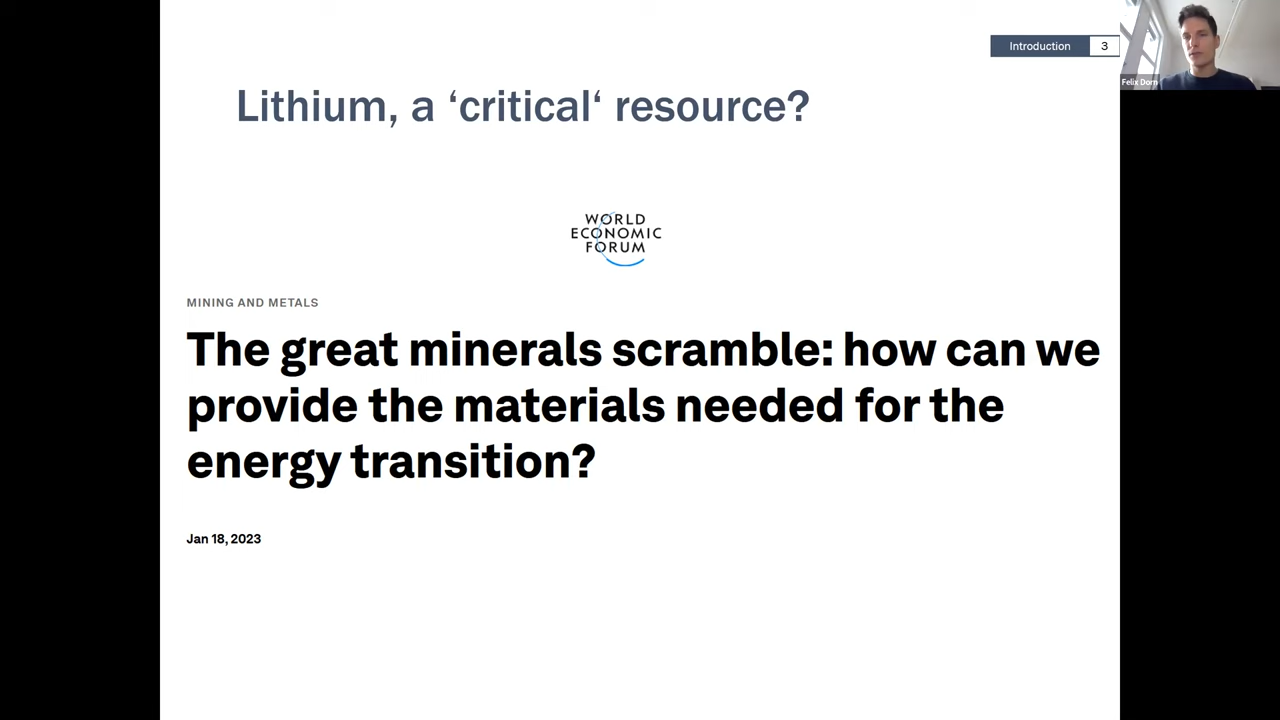 Introduction 3
Felix Dorn
Lithium, a ‘critical‘ resource?
WORLD
ECONOMIC
FORUM
MINING AND METALS
The great minerals scramble: how can we
provide the materials needed for the
energy transition?
Jan 18, 2023